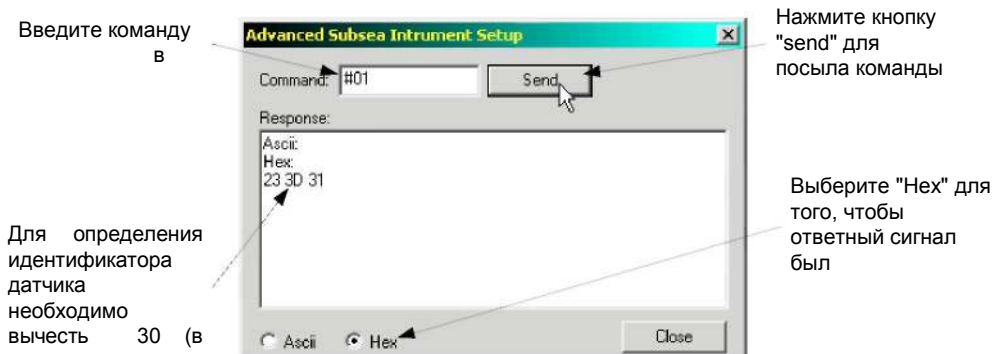 Введите команду
в
Нажмите кнопку
"send" для
посыла команды
Advanced Subsea Intrument Setup
Command:
#01
Send
Response:
Ascii:
Hex:
23 3D 31
Для определения
идентификатора
датчика
необходимо
вычесть 30 (в
Выберите "Hex" для
того, чтобы
ответный сигнал
был
Ascii
Hex
Close